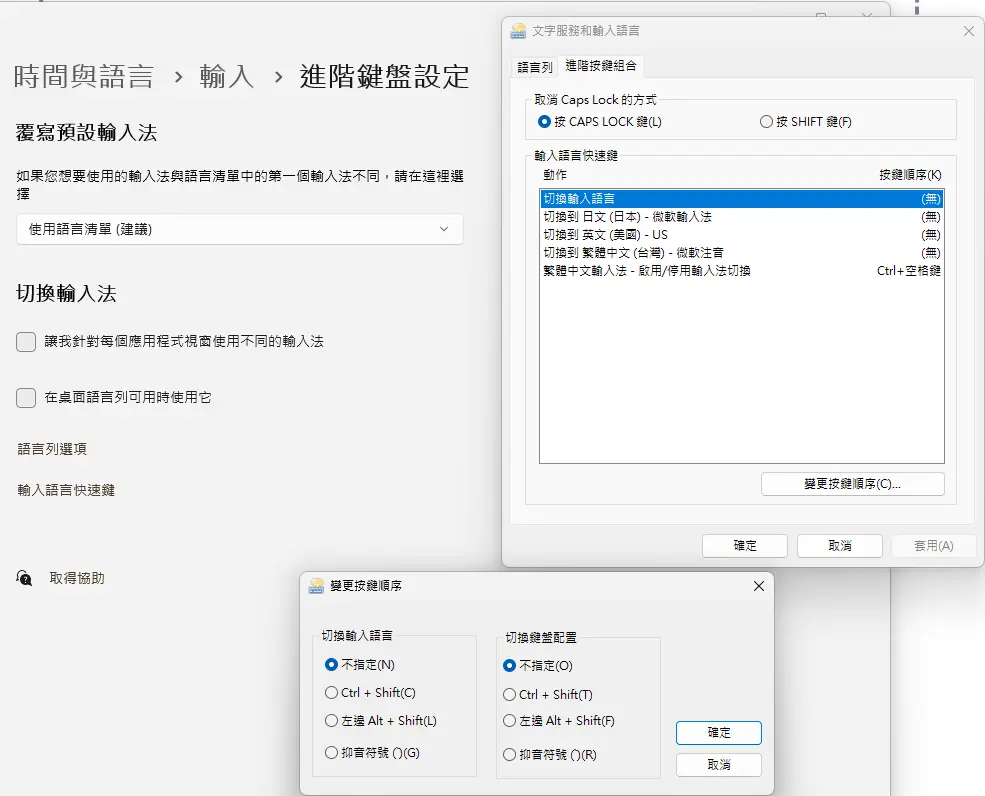 時間與語言 › 輸入 › 進階鍵盤設定
覆寫預設輸入法
如果您想要使用的輸入法與語言清單中的第一個輸入法不同，請在這裡選
擇
使用語言清單 (建議)
切換輸入法
讓我針對每個應用程式視窗使用不同的輸入法
在桌面語言列可用時使用它
語言列選項
輸入語言快速鍵
取得協助
文字服務和輸入語言
語言列 進階按鍵組合
取消 Caps Lock 的方式
按 CAPS LOCK 鍵(L) 按 SHIFT 鍵(F)
輸入語言快速鍵
動作 按鍵順序(K)
切換輸入語言 (無)
切換到 日文 (日本) - 微軟輸入法 (無)
切換到 英文 (美國) - US (無)
切換到 繁體中文 (台灣) - 微軟注音 (無)
繁體中文輸入法 - 啟用/停用輸入法切換 Ctrl+空格鍵
變更按鍵順序(C)...
確定 取消 套用(A)
變更按鍵順序
切換輸入語言
不指定(N)
Ctrl + Shift(C)
左邊 Alt + Shift(L)
抑音符號 (`)(G)
切換鍵盤配置
不指定(O)
Ctrl + Shift(T)
左邊 Alt + Shift(F)
抑音符號 (`)(R)
確定
取消